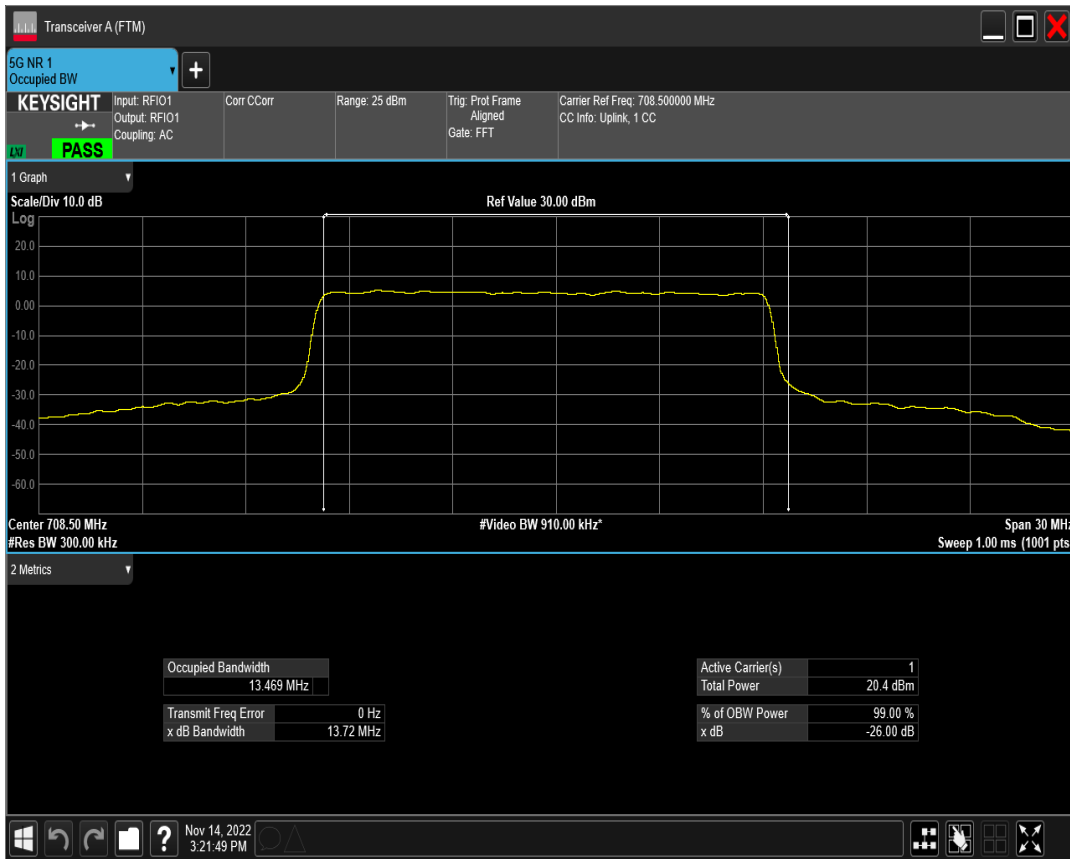 Transceiver A (FTM)
5G NR 1
Occupied BW
+
KEYSIGHT
LXI
PASS
Input: RFIO1
Output: RFIO1
Coupling: AC
Corr CCorr
Range: 25 dBm
Trig: Prot Frame
Aligned
Gate: FFT
Carrier Ref Freq: 708.500000 MHz
CC Info: Uplink, 1 CC
1 Graph
Scale/Div 10.0 dB
Ref Value 30.00 dBm
Log
20.0
10.0
0.00
-10.0
-20.0
-30.0
-40.0
-50.0
-60.0
Center 708.50 MHz
#Video BW 910.00 kHz*
Span 30 MHz
#Res BW 300.00 kHz
Sweep 1.00 ms (1001 pts
2 Metrics
Occupied Bandwidth
13.469 MHz
Transmit Freq Error 0 Hz
x dB Bandwidth 13.72 MHz
Active Carrier(s) 1
Total Power 20.4 dBm
% of OBW Power 99.00 %
x dB -26.00 dB
?
Nov 14, 2022
3:21:49 PM